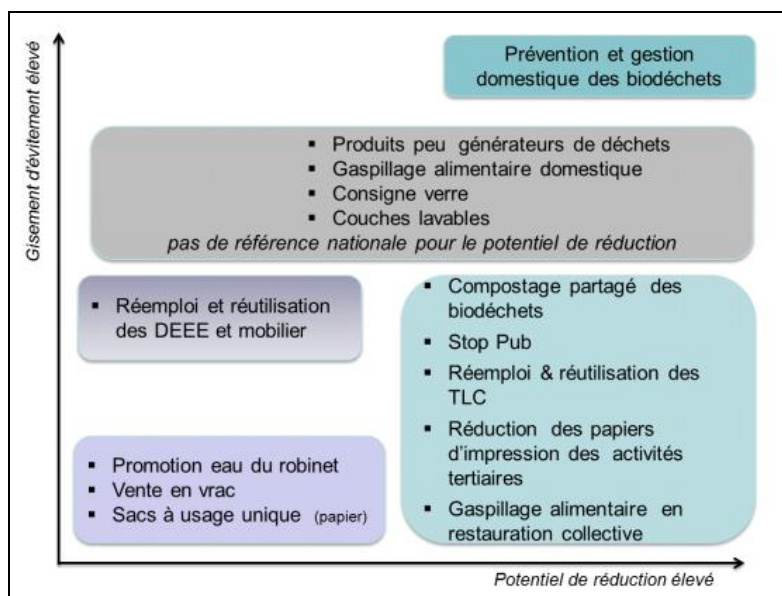 Gisement d'évitement élevé
Prévention et gestion
domestique des biodéchets
▪ Produits peu générateurs de déchets
▪ Gaspillage alimentaire domestique
▪ Consigne verre
▪ Couches lavables
pas de référence nationale pour le potentiel de réduction
▪ Réemploi et réutilisation
des DEEE et mobilier
▪ Compostage partagé des
biodéchets
▪ Stop Pub
▪ Réemploi & réutilisation des
TLC
▪ Réduction des papiers
d'impression des activités
tertiaires
▪ Gaspillage alimentaire en
restauration collective
▪ Promotion eau du robinet
▪ Vente en vrac
▪ Sacs à usage unique (papier)
Potentiel de réduction élevé